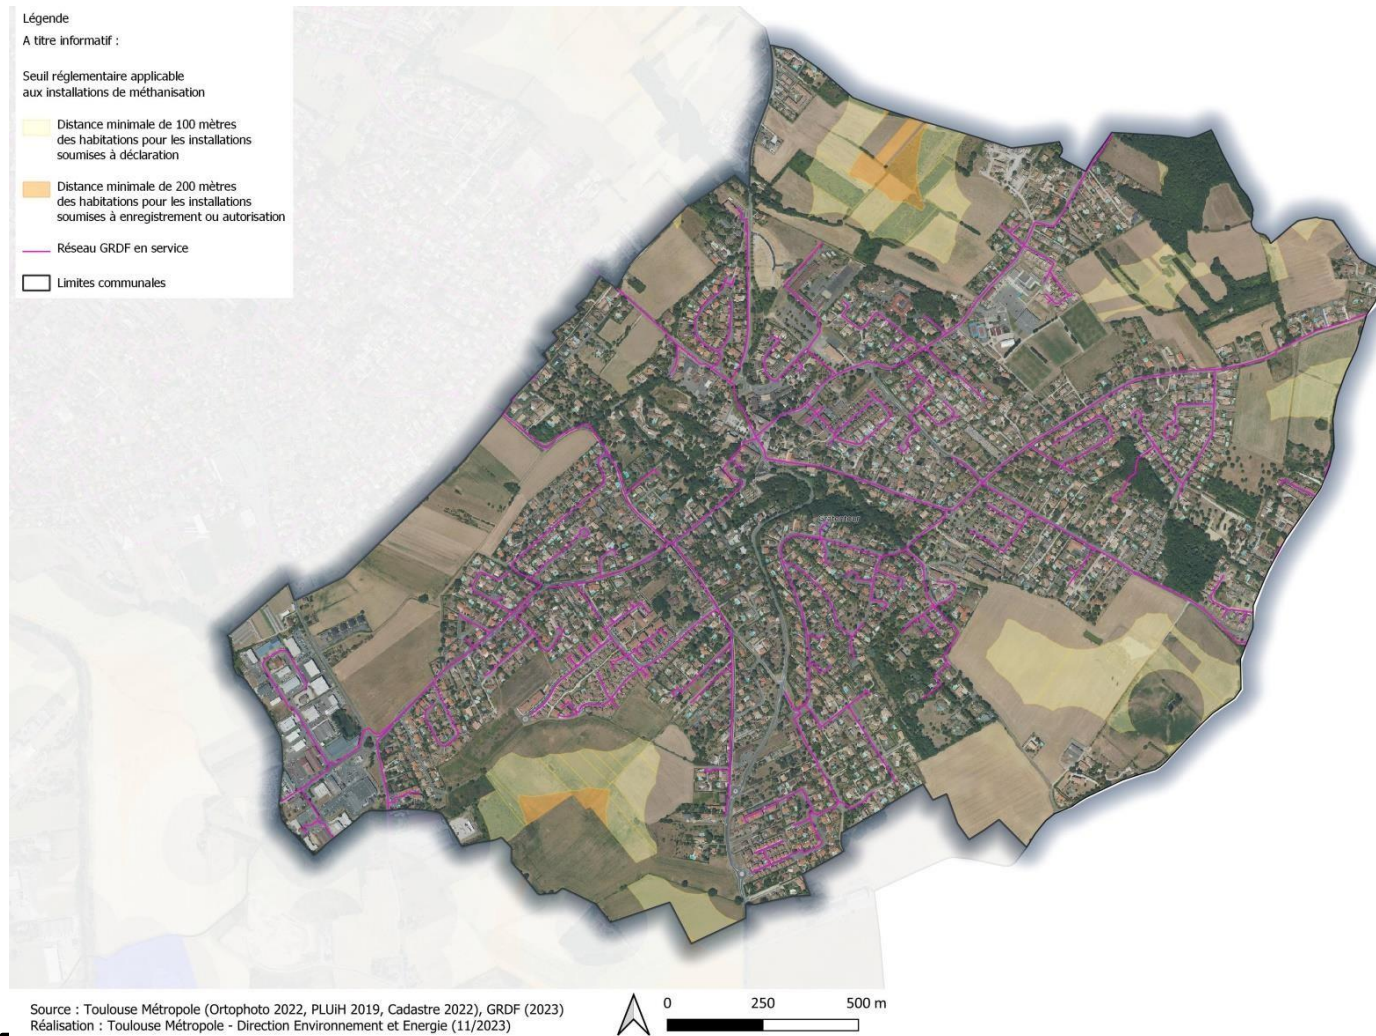 Légende
A titre informatif :
Seuil réglementaire applicable
aux installations de méthanisation
Distance minimale de 100 mètres
des habitations pour les installations
soumises à déclaration
Distance minimale de 200 mètres
des habitations pour les installations
soumises à enregistrement ou autorisation
Réseau GRDF en service
Limites communales
0 250 500 m
Source : Toulouse Métropole (Ortophoto 2022, PLUiH 2019, Cadastre 2022), GRDF (2023)
Réalisation : Toulouse Métropole - Direction Environnement et Energie (11/2023)